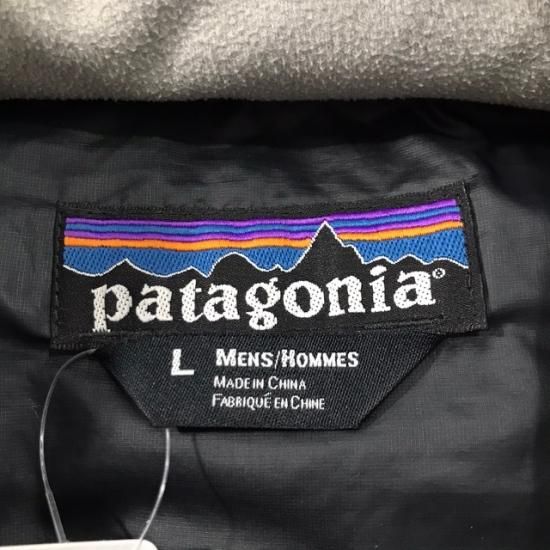 patagonia®
L MENS/HOMMES
MADE IN CHINA
FABRIQUÉ EN CHINE